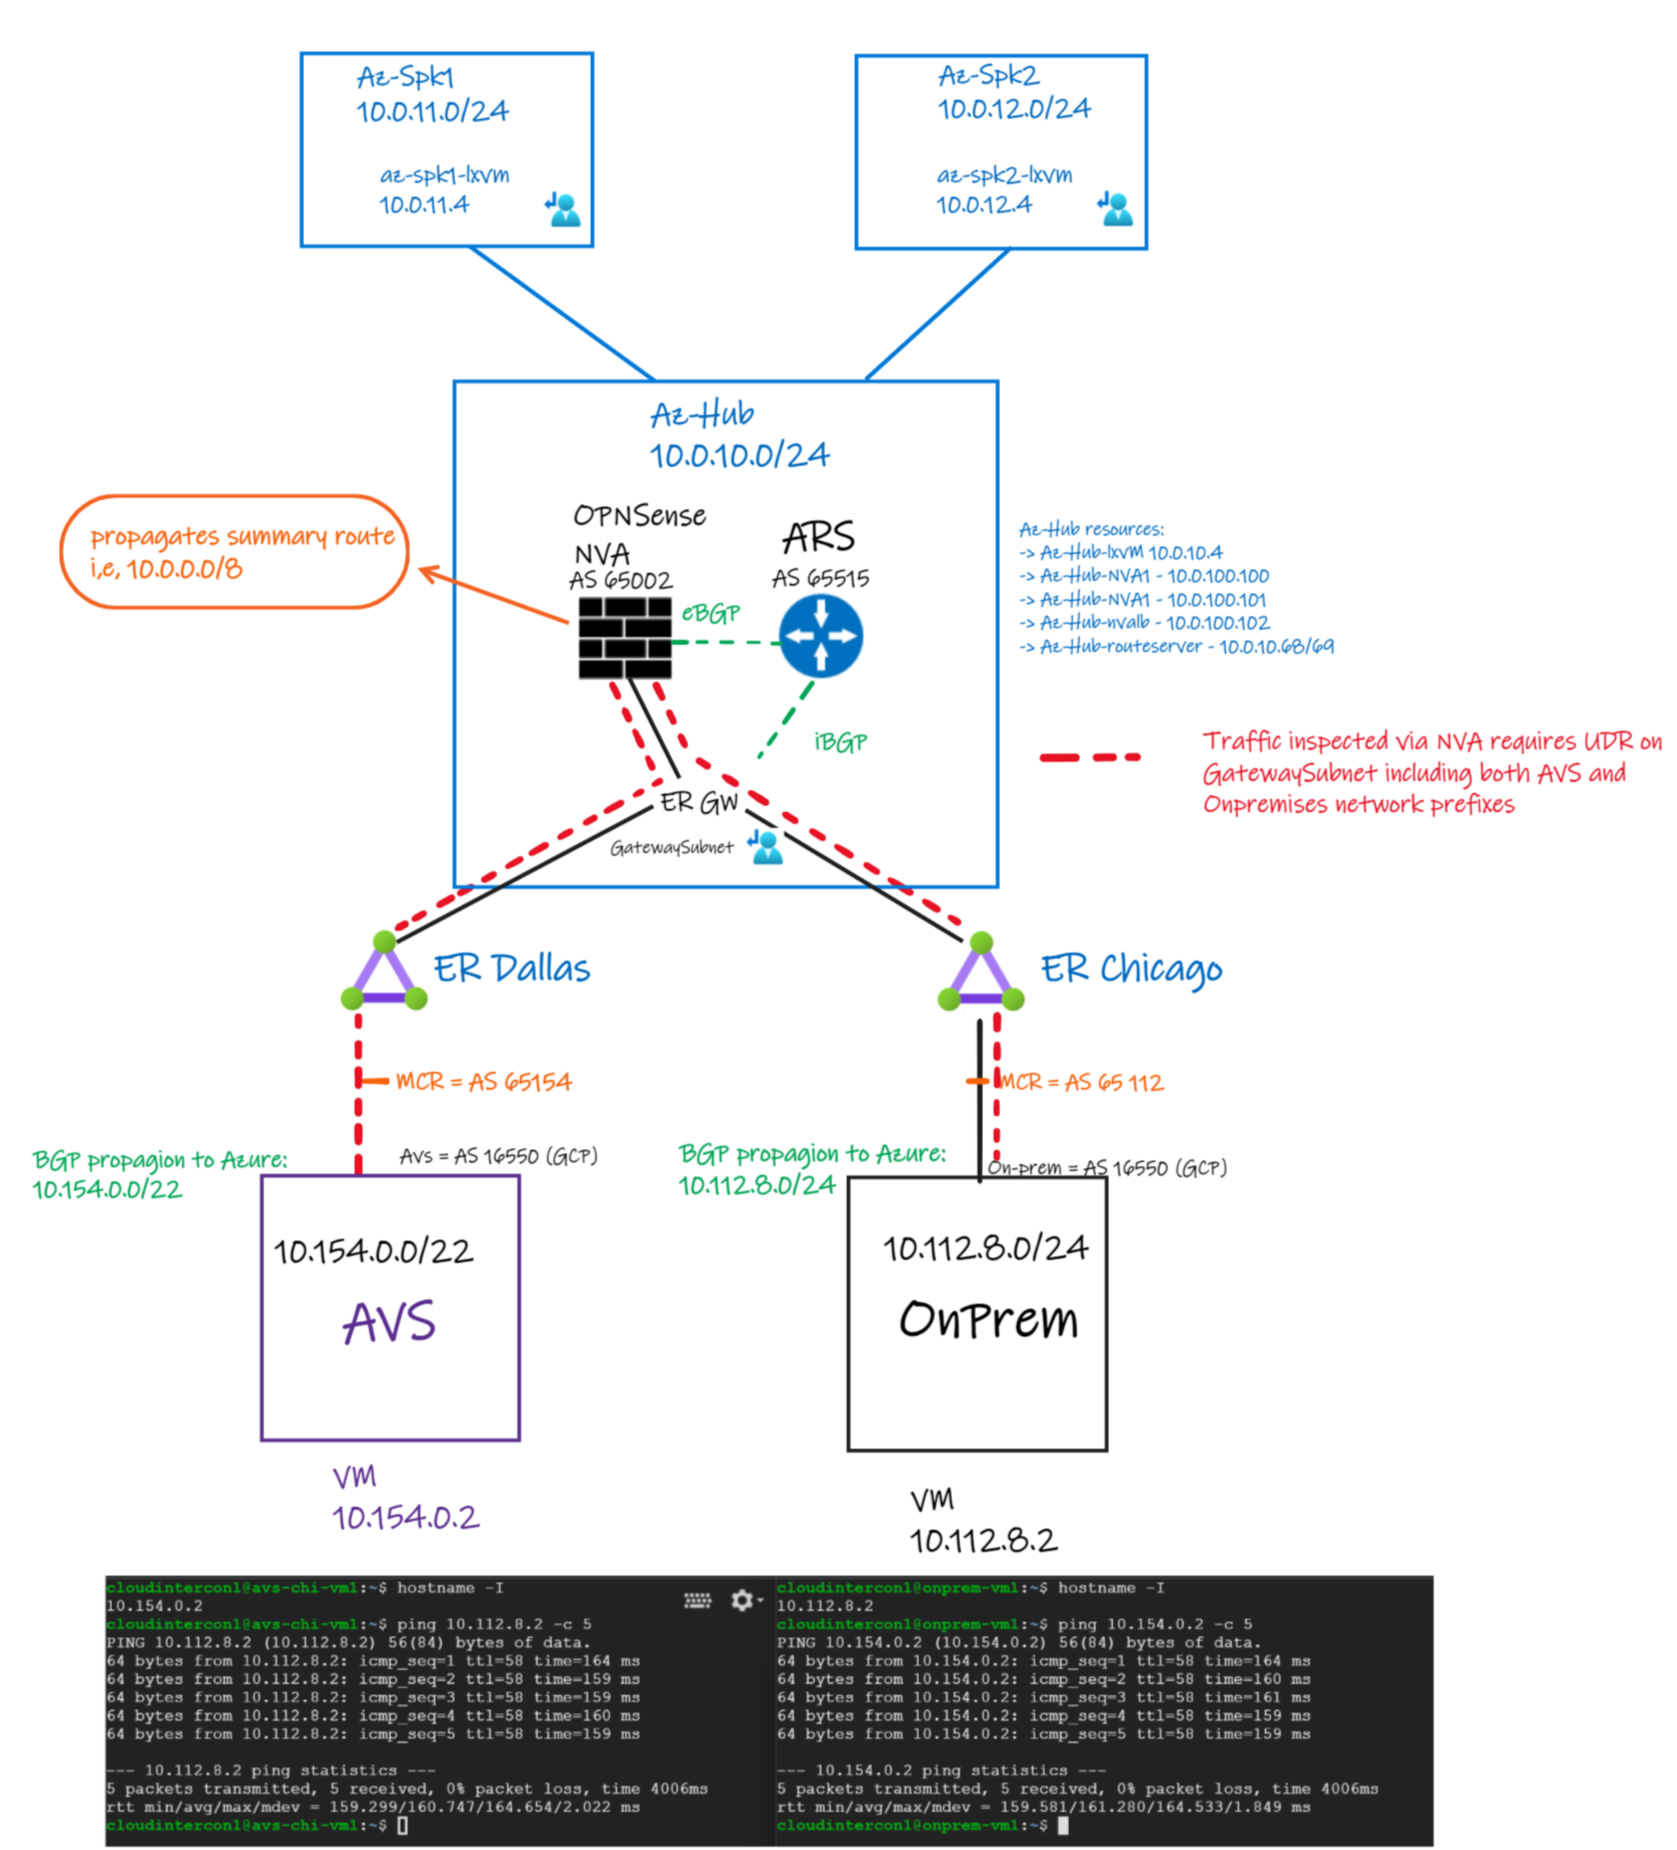 Az-Spk1
10.0.11.0/24
az-spk1-lxvm
10.0.11.4
Az-Spk2
10.0.12.0/24
az-spk2-lxvm
10.0.12.4
Az-Hub
10.0.10.0/24
propagates summary route
i,e, 10.0.0.0/8
OPNSense
NVA
AS 65002
eBGP
ARS
AS 65515
iBGP
Az-Hub resources:
-> Az-Hub-lxvm 10.0.10.4
-> Az-Hub-NVA1 - 10.0.100.100
-> Az-Hub-NVA1 - 10.0.100.101
-> Az-Hub-nvalb - 10.0.100.102
-> Az-Hub-routeserver - 10.0.10.68/69
Traffic inspected via NVA requires UDR on
GatewaySubnet including both AVS and
Onpremises network prefixes
ER GW
GatewaySubnet
ER Dallas
ER Chicago
MCR = AS 65154
MCR = AS 65 112
BGP propagion to Azure:
10.154.0.0/22
Avs = AS 16550 (GCP)
BGP propagion to Azure:
10.112.8.0/24
On-prem = AS 16550 (GCP)
10.154.0.0/22
AVS
10.112.8.0/24
OnPrem
VM
10.154.0.2
VM
10.112.8.2
cloudintercon1@avs-chi-vm1:~$ hostname -I
10.154.0.2
cloudintercon1@avs-chi-vm1:~$ ping 10.112.8.2 -c 5
PING 10.112.8.2 (10.112.8.2) 56(84) bytes of data.
64 bytes from 10.112.8.2: icmp_seq=1 ttl=58 time=164 ms
64 bytes from 10.112.8.2: icmp_seq=2 ttl=58 time=159 ms
64 bytes from 10.112.8.2: icmp_seq=3 ttl=58 time=159 ms
64 bytes from 10.112.8.2: icmp_seq=4 ttl=58 time=160 ms
64 bytes from 10.112.8.2: icmp_seq=5 ttl=58 time=159 ms
--- 10.112.8.2 ping statistics ---
5 packets transmitted, 5 received, 0% packet loss, time 4006ms
rtt min/avg/max/mdev = 159.299/160.747/164.654/2.022 ms
cloudintercon1@avs-chi-vm1:~$
cloudintercon1@onprem-vm1:~$ hostname -I
10.112.8.2
cloudintercon1@onprem-vm1:~$ ping 10.154.0.2 -c 5
PING 10.154.0.2 (10.154.0.2) 56(84) bytes of data.
64 bytes from 10.154.0.2: icmp_seq=1 ttl=58 time=164 ms
64 bytes from 10.154.0.2: icmp_seq=2 ttl=58 time=160 ms
64 bytes from 10.154.0.2: icmp_seq=3 ttl=58 time=161 ms
64 bytes from 10.154.0.2: icmp_seq=4 ttl=58 time=159 ms
64 bytes from 10.154.0.2: icmp_seq=5 ttl=58 time=159 ms
--- 10.154.0.2 ping statistics ---
5 packets transmitted, 5 received, 0% packet loss, time 4006ms
rtt min/avg/max/mdev = 159.581/161.280/164.533/1.849 ms
cloudintercon1@onprem-vm1:~$